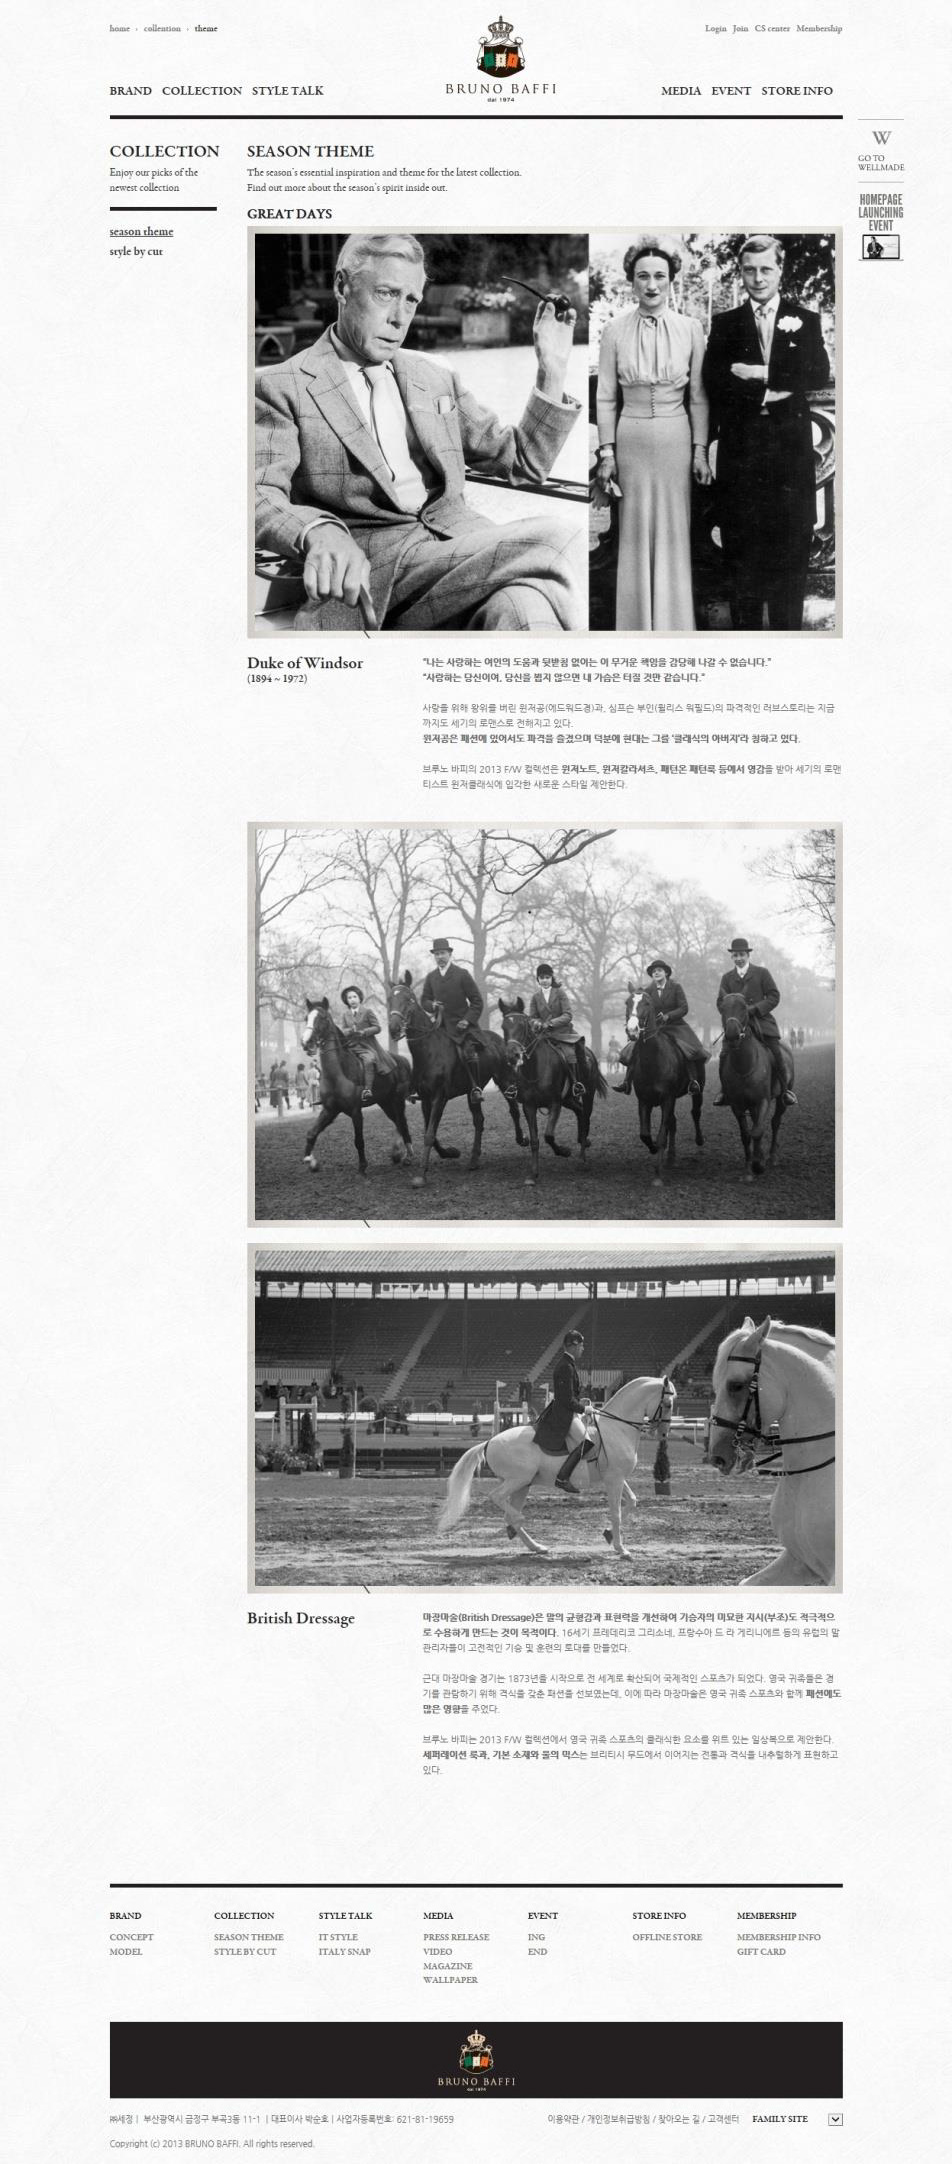 home › collention › theme
Login Join CS center Membership
BRUNO BAFFI
dal 1974
BRAND COLLECTION STYLE TALK
MEDIA EVENT STORE INFO
COLLECTION
Enjoy our picks of the
newest collection
season theme
style by cut
SEASON THEME
The season's essential inspiration and theme for the latest collection.
Find out more about the season's spirit inside out.
GREAT DAYS
W
GO TO
WELLMADE
HOMEPAGE
LAUNCHING
EVENT
Duke of Windsor
(1894 ~ 1972)
"나는 사랑하는 여인의 도움과 뒷받침 없이는 이 무거운 책임을 감당해 나갈 수 없습니다."
"사랑하는 당신이여, 당신을 뵙지 않으면 내 가슴은 터질 것만 같습니다."
사랑을 위해 왕위를 버린 윈저공(에드워드경)과, 심프슨 부인(윌리스 워필드)의 파격적인 러브스토리는 지금
까지도 세기의 로맨스로 전해지고 있다.
윈저공은 패션에 있어서도 파격을 즐겼으며 덕분에 현대는 그를 '클래식의 아버지'라 칭하고 있다.
브루노 바피의 2013 F/W 컬렉션은 윈저노트, 윈저칼라셔츠, 패턴온 패턴룩 등에서 영감을 받아 세기의 로맨
티스트 윈저클래식에 입각한 새로운 스타일 제안한다.
British Dressage
마장마술(British Dressage)은 말의 균형감과 표현력을 개선하여 기승자의 미묘한 지시(부조)도 적극적으
로 수용하게 만드는 것이 목적이다. 16세기 프레데리코 그리소네, 프랑수아 드 라 게리니에르 등의 유럽의 말
관리자들이 고전적인 기승 및 훈련의 토대를 만들었다.
근대 마장마술 경기는 1873년을 시작으로 전 세계로 확산되어 국제적인 스포츠가 되었다. 영국 귀족들은 경
기를 관람하기 위해 격식을 갖춘 패션을 선보였는데, 이에 따라 마장마술은 영국 귀족 스포츠와 함께 패션에도
많은 영향을 주었다.
브루노 바피는 2013 F/W 컬렉션에서 영국 귀족 스포츠의 클래식한 요소를 위트 있는 일상복으로 제안한다.
세퍼레이션 룩과, 기본 소재와 울의 믹스는 브리티시 무드에서 이어지는 전통과 격식을 내추럴하게 표현하고
있다.
BRAND COLLECTION STYLE TALK MEDIA EVENT STORE INFO MEMBERSHIP
CONCEPT SEASON THEME IT STYLE PRESS RELEASE ING OFFLINE STORE MEMBERSHIP INFO
MODEL STYLE BY CUT ITALY SNAP VIDEO END GIFT CARD
MAGAZINE
WALLPAPER
BRUNO BAFFI
dal 1974
㈜세정 | 부산광역시 금정구 부곡3동 11-1 | 대표이사 박순호 | 사업자등록번호: 621-81-19659
이용약관 / 개인정보취급방침 / 찾아오는 길 / 고객센터 FAMILY SITE
Copyright (c) 2013 BRUNO BAFFI. All rights reserved.